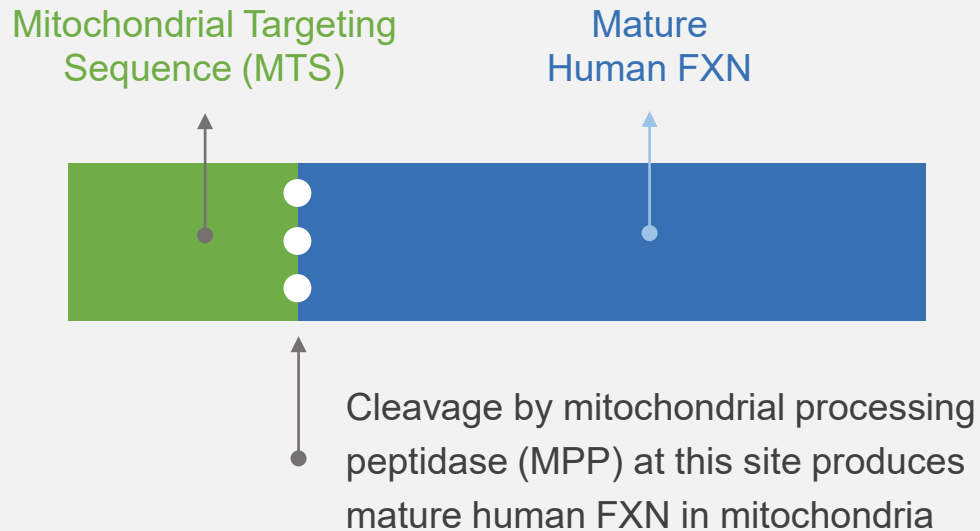 Mitochondrial Targeting
Sequence (MTS)
Mature
Human FXN
Cleavage by mitochondrial processing
peptidase (MPP) at this site produces
mature human FXN in mitochondria